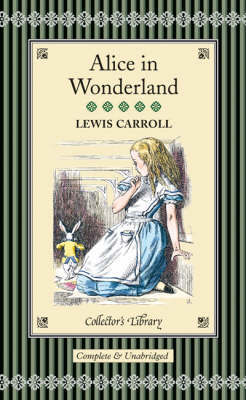 Alice in
Wonderland
LEWIS CARROLL
Collector's Library
Complete & Unabridged